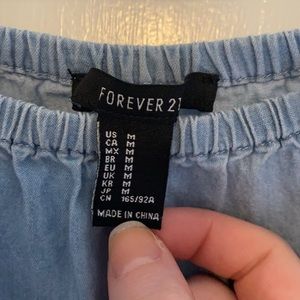 FOREVER 21
US M
CA M
MX M
BR M
EU M
UK M
KR M
JP M
CN 165/92A
MADE IN CHINA